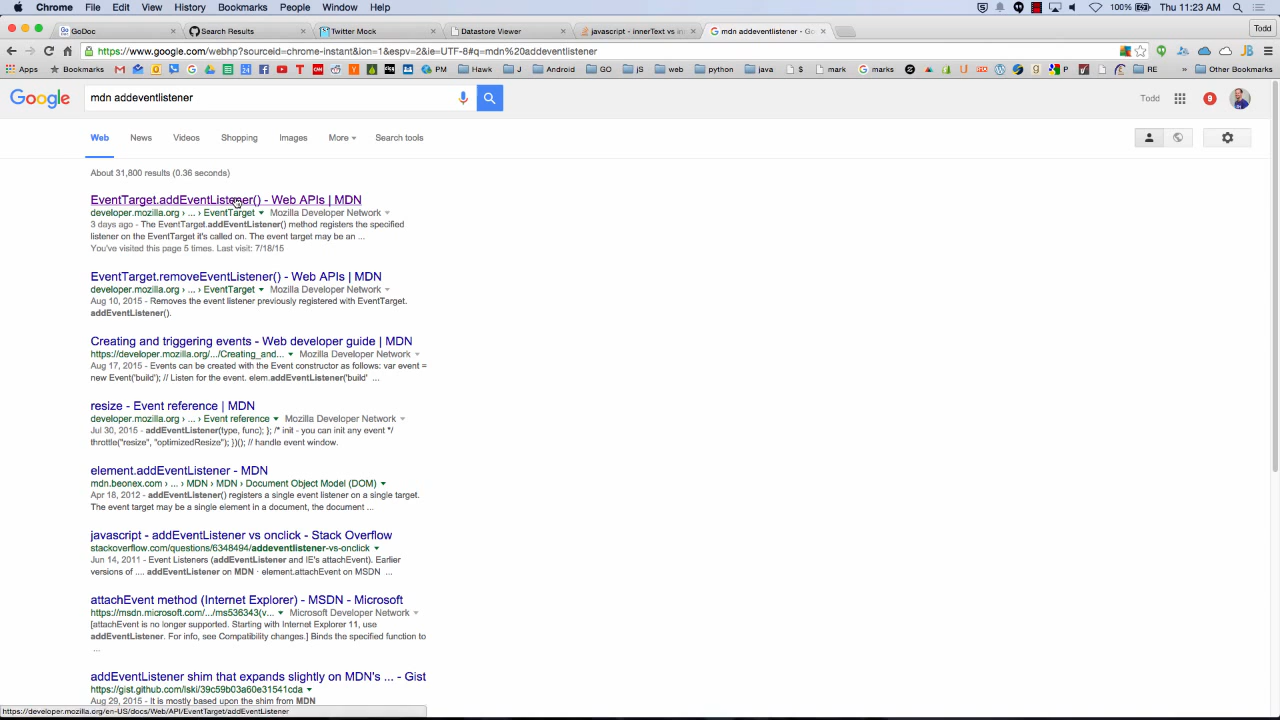 Chrome File Edit View History Bookmarks People Window Help
100% Thu 11:23 AM
GoDoc Search Results Twitter Mock Datastore Viewer javascript - innerText vs in mdn addeventlistener - Go Todd
https://www.google.com/webhp?sourceid=chrome-instant&ion=1&espv=2&ie=UTF-8#q=mdn%20addeventlistener
Apps Bookmarks PM Hawk J Android GO jS web python java $ mark marks RE » Other Bookmarks
Google mdn addeventlistener Todd 9
Web News Videos Shopping Images More Search tools
About 31,800 results (0.36 seconds)
EventTarget.addEventListener() - Web APIs | MDN
developer.mozilla.org › ... › EventTarget Mozilla Developer Network
3 days ago - The EventTarget.addEventListener() method registers the specified
listener on the EventTarget it's called on. The event target may be an ...
You've visited this page 5 times. Last visit: 7/18/15
EventTarget.removeEventListener() - Web APIs | MDN
developer.mozilla.org › ... › EventTarget Mozilla Developer Network
Aug 10, 2015 - Removes the event listener previously registered with EventTarget.
addEventListener().
Creating and triggering events - Web developer guide | MDN
https://developer.mozilla.org/.../Creating_and... Mozilla Developer Network
Aug 17, 2015 - Events can be created with the Event constructor as follows: var event =
new Event('build'); // Listen for the event. elem.addEventListener('build' ...
resize - Event reference | MDN
developer.mozilla.org › ... › Event reference Mozilla Developer Network
Jul 30, 2015 - addEventListener(type, func); }; /* init - you can init any event */
throttle("resize", "optimizedResize"); })(); // handle event window.
element.addEventListener - MDN
mdn.beonex.com › ... › MDN › MDN › Document Object Model (DOM)
Apr 18, 2012 - addEventListener() registers a single event listener on a single target.
The event target may be a single element in a document, the document ...
javascript - addEventListener vs onclick - Stack Overflow
stackoverflow.com/questions/6348494/addeventlistener-vs-onclick
Jun 14, 2011 - Event Listeners (addEventListener and IE's attachEvent). Earlier
versions of .... addEventListener on MDN · element.attachEvent on MSDN ...
attachEvent method (Internet Explorer) - MSDN - Microsoft
https://msdn.microsoft.com/.../ms536343(v... Microsoft Developer Network
[attachEvent is no longer supported. Starting with Internet Explorer 11, use
addEventListener. For info, see Compatibility changes.] Binds the specified function to
...
addEventListener shim that expands slightly on MDN's ... - Gist
https://gist.github.com/lski/39c59b03a60e31541cda
Aug 29, 2015 - It is mostly based upon the shim from MDN
https://developer.mozilla.org/en-US/docs/Web/API/EventTarget/addEventListener